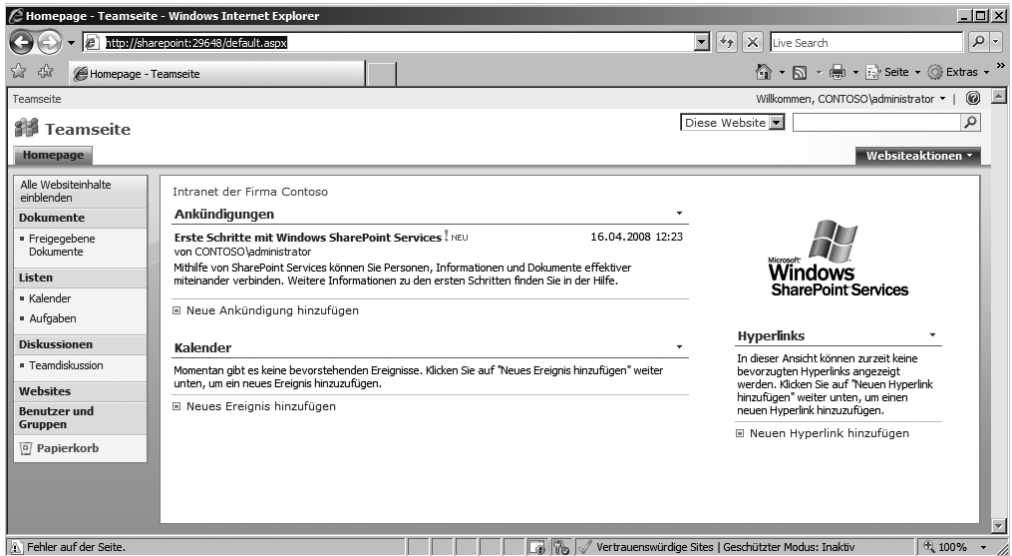 Homepage - Teamseite - Windows Internet Explorer
http://sharepoint:29648/default.aspx
Live Search
Homepage - Teamseite
Seite
Extras
Teamseite
Willkommen, CONTOSO\administrator
Teamseite
Diese Website
Homepage
Websiteaktionen
Alle Websiteinhalte
einblenden
Dokumente
Freigegebene
Dokumente
Listen
Kalender
Aufgaben
Diskussionen
Teamdiskussion
Websites
Benutzer und
Gruppen
Papierkorb
Intranet der Firma Contoso
Ankündigungen
Erste Schritte mit Windows SharePoint Services ! NEU
16.04.2008 12:23
von CONTOSO\administrator
Mithilfe von SharePoint Services können Sie Personen, Informationen und Dokumente effektiver
miteinander verbinden. Weitere Informationen zu den ersten Schritten finden Sie in der Hilfe.
Neue Ankündigung hinzufügen
Kalender
Momentan gibt es keine bevorstehenden Ereignisse. Klicken Sie auf "Neues Ereignis hinzufügen" weiter
unten, um ein neues Ereignis hinzuzufügen.
Neues Ereignis hinzufügen
Microsoft
Windows
SharePoint Services
Hyperlinks
In dieser Ansicht können zurzeit keine
bevorzugten Hyperlinks angezeigt
werden. Klicken Sie auf "Neuen Hyperlink
hinzufügen" weiter unten, um einen
neuen Hyperlink hinzuzufügen.
Neuen Hyperlink hinzufügen
Fehler auf der Seite.
Vertrauenswürdige Sites | Geschützter Modus: Inaktiv
100%